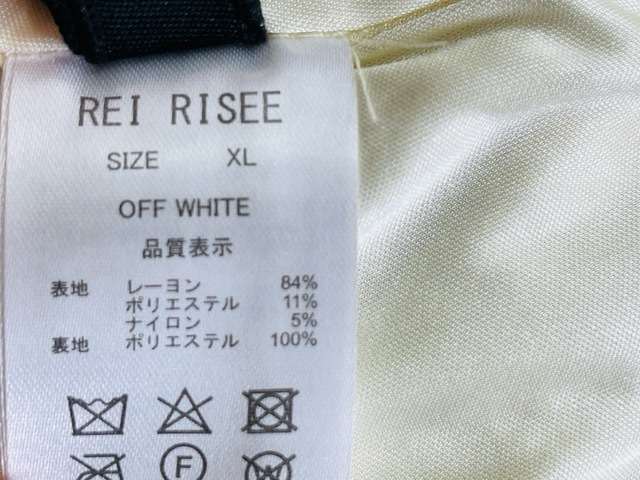 REI RISEE
SIZE XL
OFF WHITE
品質表示
表地 レーヨン 84%
ポリエステル 11%
ナイロン 5%
裏地 ポリエステル 100%
F
W